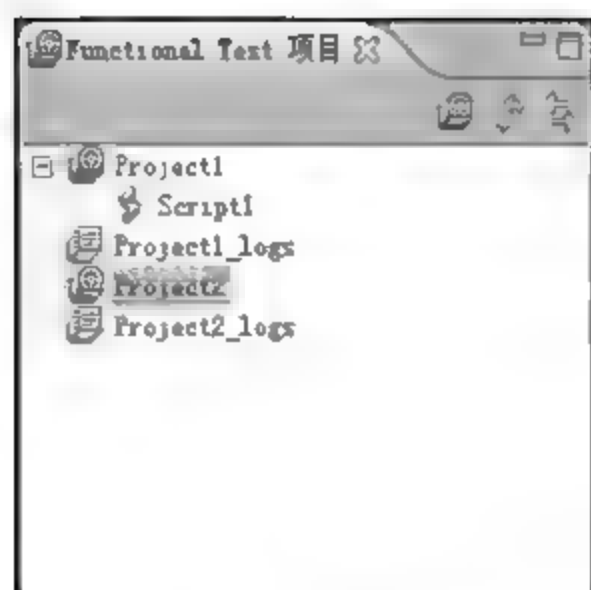 Functional Test 项目
Project1
Script1
Project1_logs
Project2
Project2_logs